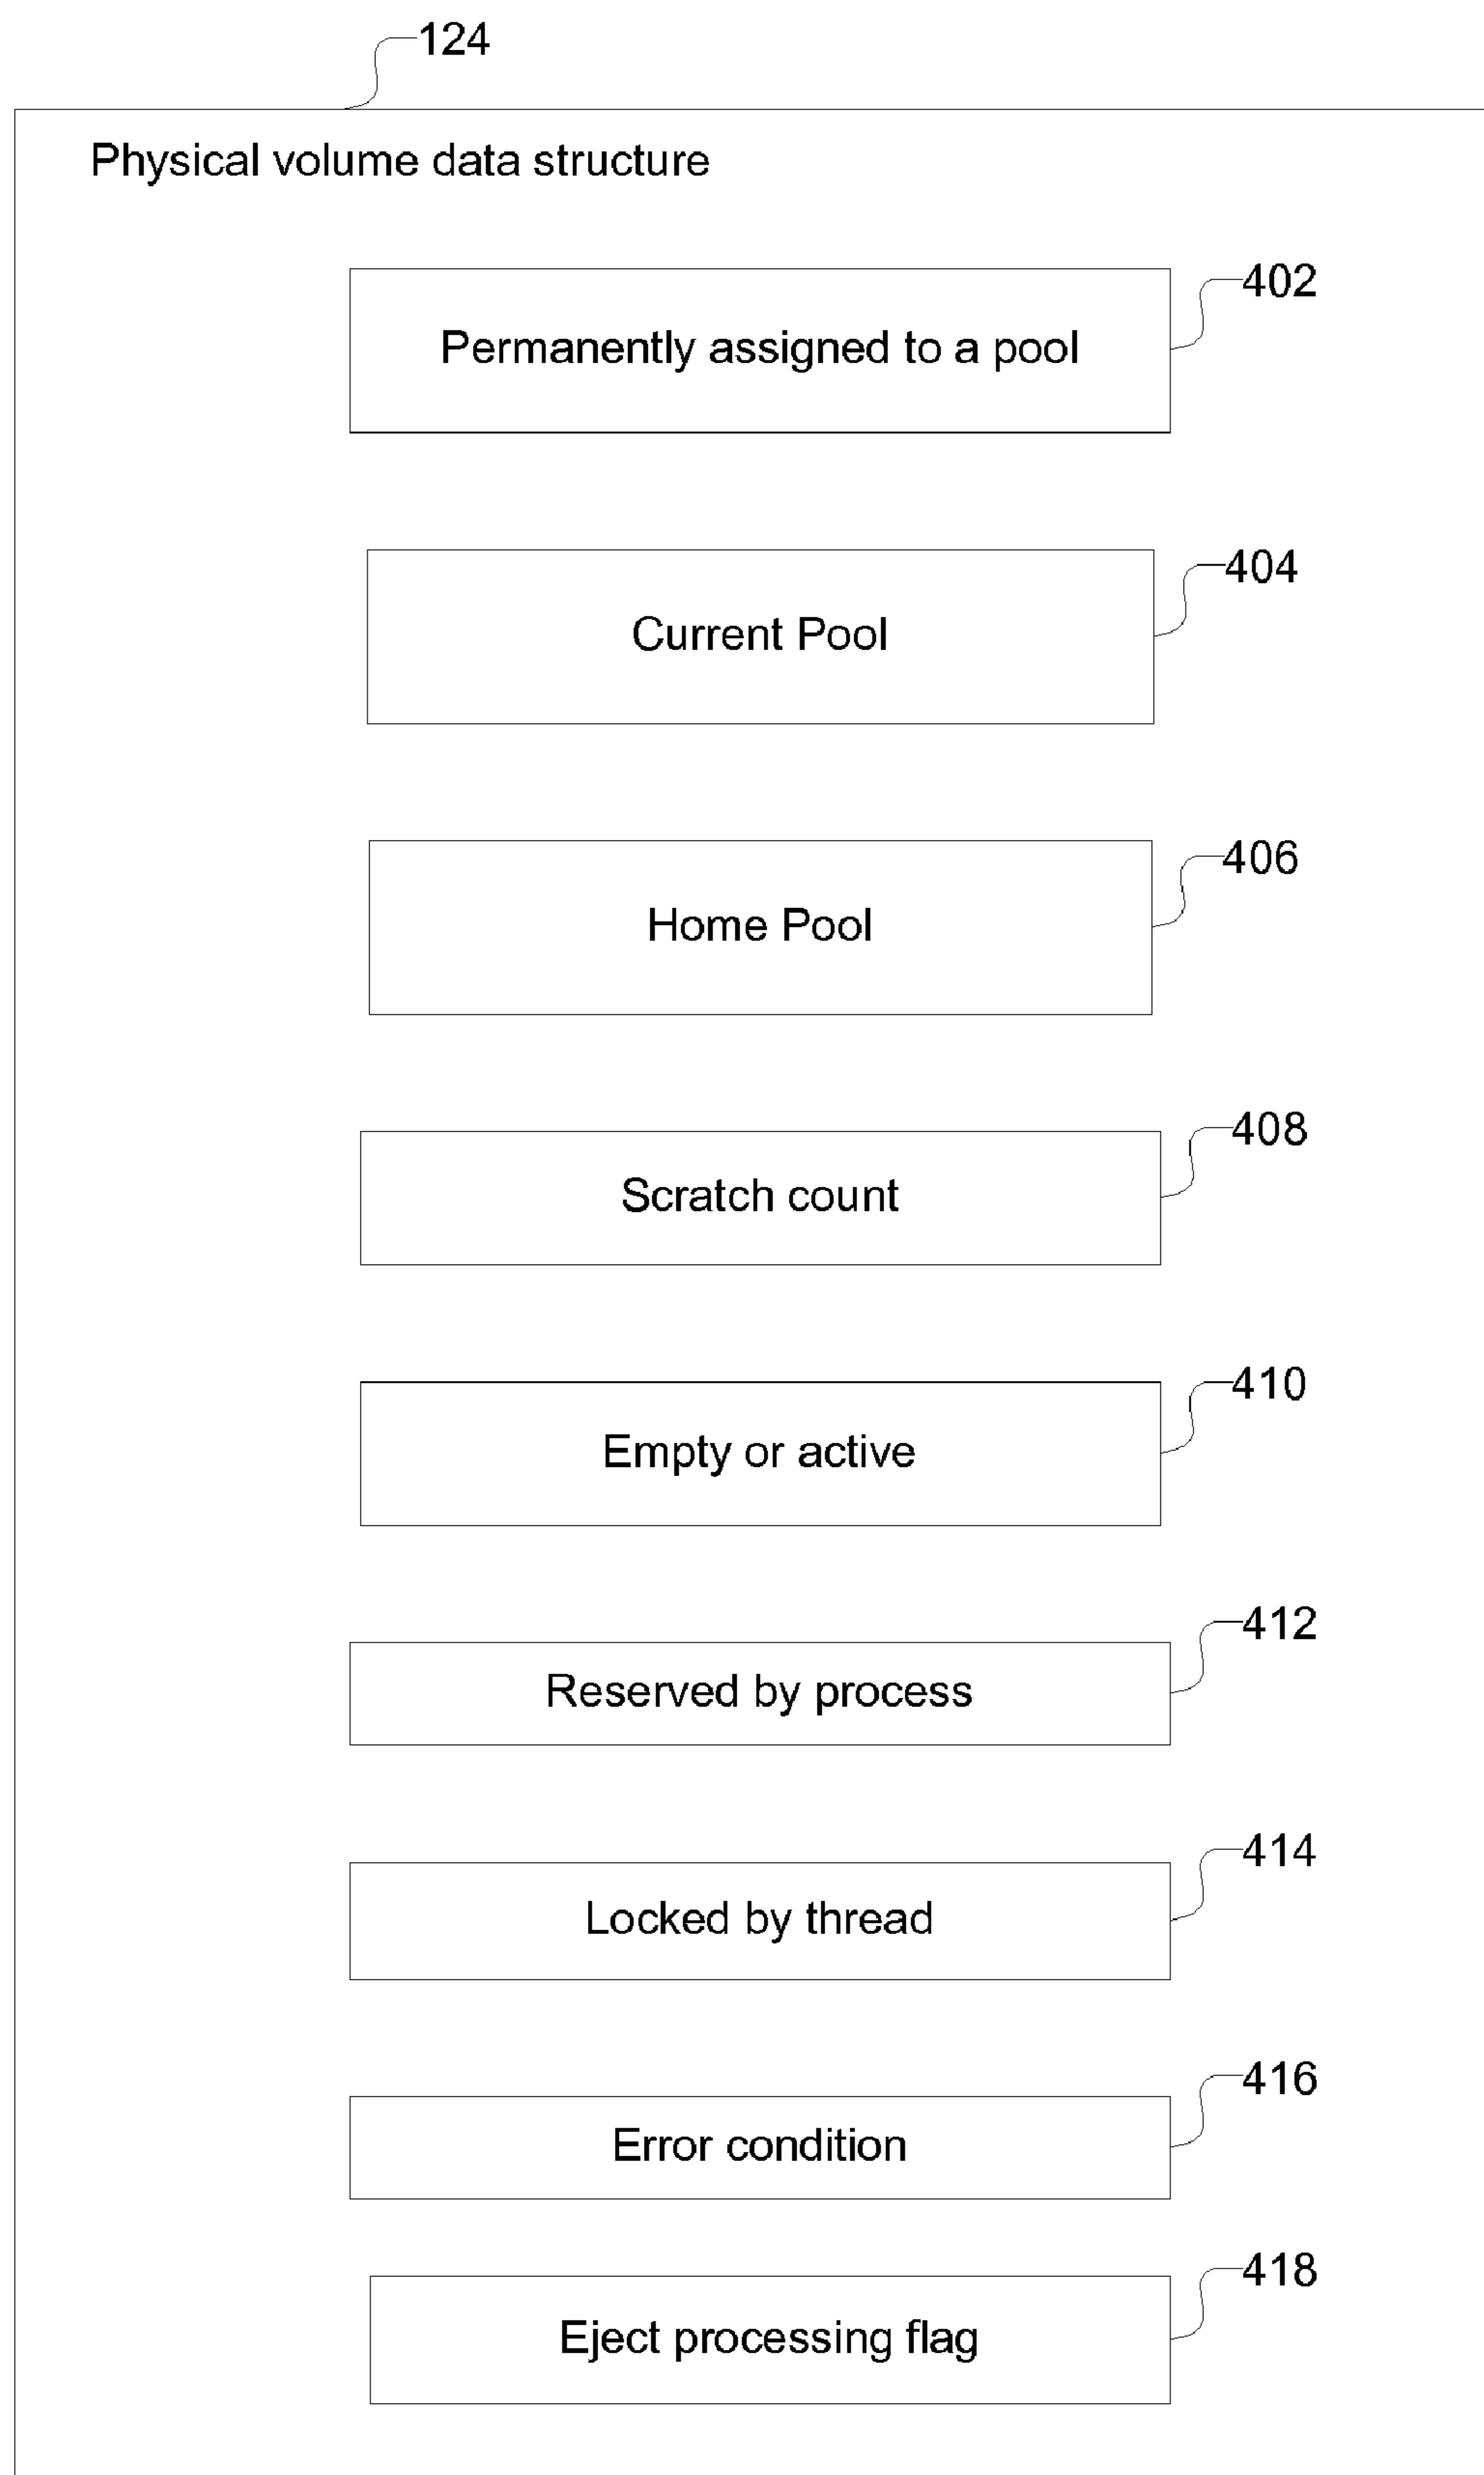 124
Physical volume data structure
402
Permanently assigned to a pool
404
Current Pool
406
Home Pool
408
Scratch count
410
Empty or active
412
Reserved by process
414
Locked by thread
416
Error condition
418
Eject processing flag